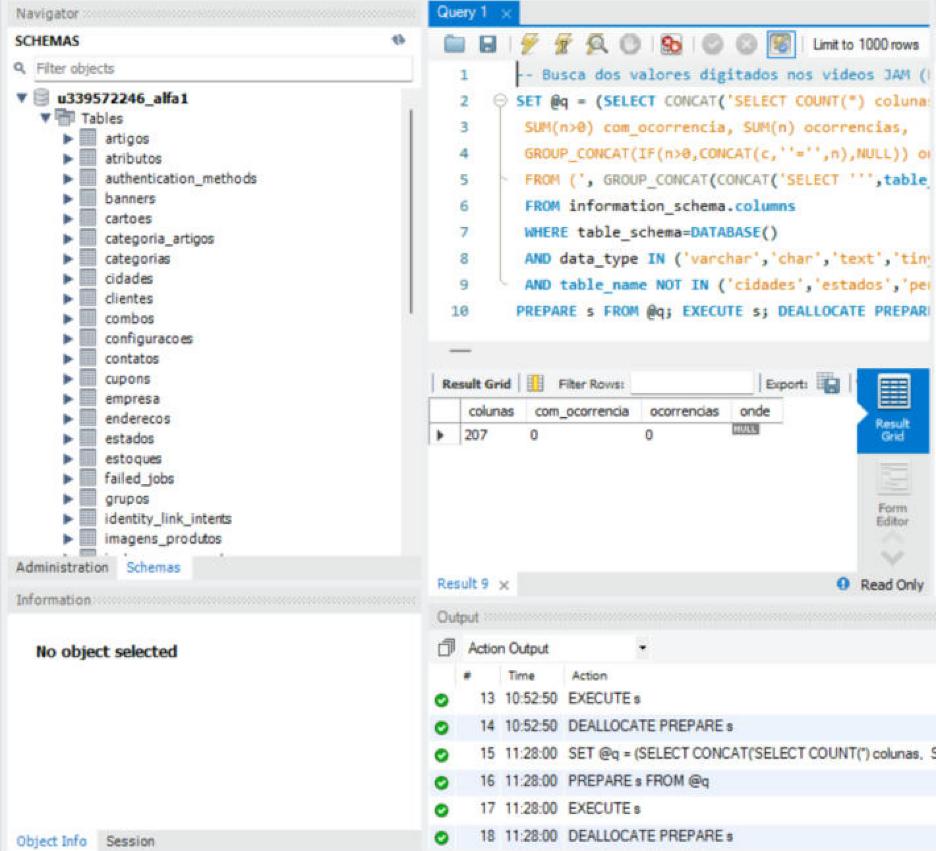 Navigator
SCHEMAS
Filter objects
u339572246_alfa1
Tables
artigos
atributos
authentication_methods
banners
cartoes
categoria_artigos
categorias
cidades
clientes
combos
configuracoes
contatos
cupons
empresa
enderecos
estados
estoques
failed_jobs
grupos
identity_link_intents
imagens_produtos
Administration Schemas
Information
No object selected
Object Info Session
Query 1
Limit to 1000 rows
1 -- Busca dos valores digitados nos videos JAM (
2 SET @q = (SELECT CONCAT('SELECT COUNT(*) colunas
3 SUM(n>0) com_ocorrencia, SUM(n) ocorrencias,
4 GROUP_CONCAT(IF(n>0,CONCAT(c,''='',n),NULL)) o
5 FROM (', GROUP_CONCAT(CONCAT('SELECT ''',table_
6 FROM information_schema.columns
7 WHERE table_schema=DATABASE()
8 AND data_type IN ('varchar','char','text','tin
9 AND table_name NOT IN ('cidades','estados','pe
10 PREPARE s FROM @q; EXECUTE s; DEALLOCATE PREPAR
Result Grid Filter Rows: Export:
colunas com_ocorrencia ocorrencias onde
207 0 0 NULL
Result Grid
Form Editor
Result 9
Read Only
Output
Action Output
# Time Action
13 10:52:50 EXECUTE s
14 10:52:50 DEALLOCATE PREPARE s
15 11:28:00 SET @q = (SELECT CONCAT('SELECT COUNT(*) colunas, S
16 11:28:00 PREPARE s FROM @q
17 11:28:00 EXECUTE s
18 11:28:00 DEALLOCATE PREPARE s